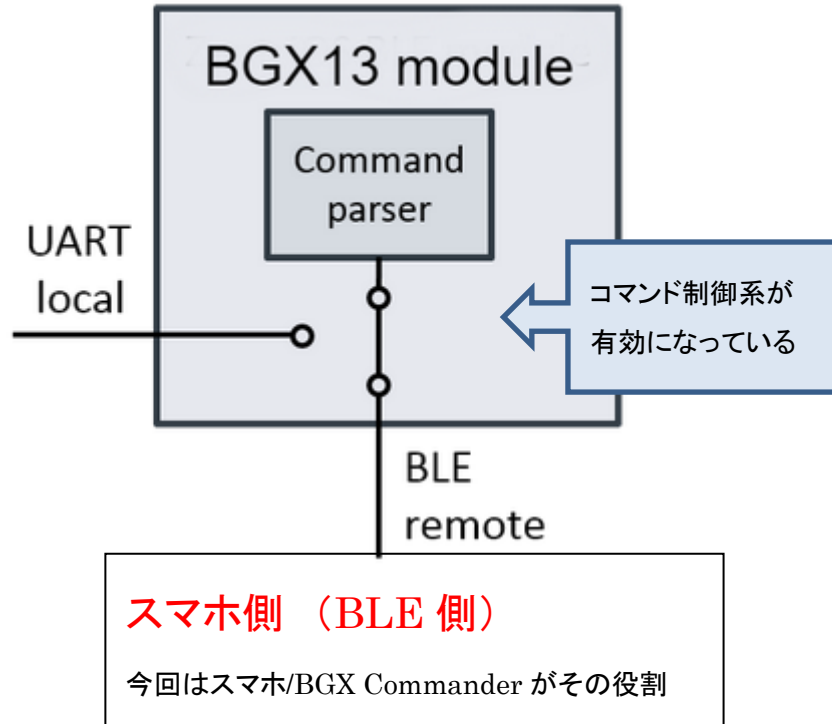 BGX13 module
Command
parser
UART
local
コマンド制御系が
有効になっている
BLE
remote
スマホ側 （BLE 側）
今回はスマホ/BGX Commander がその役割